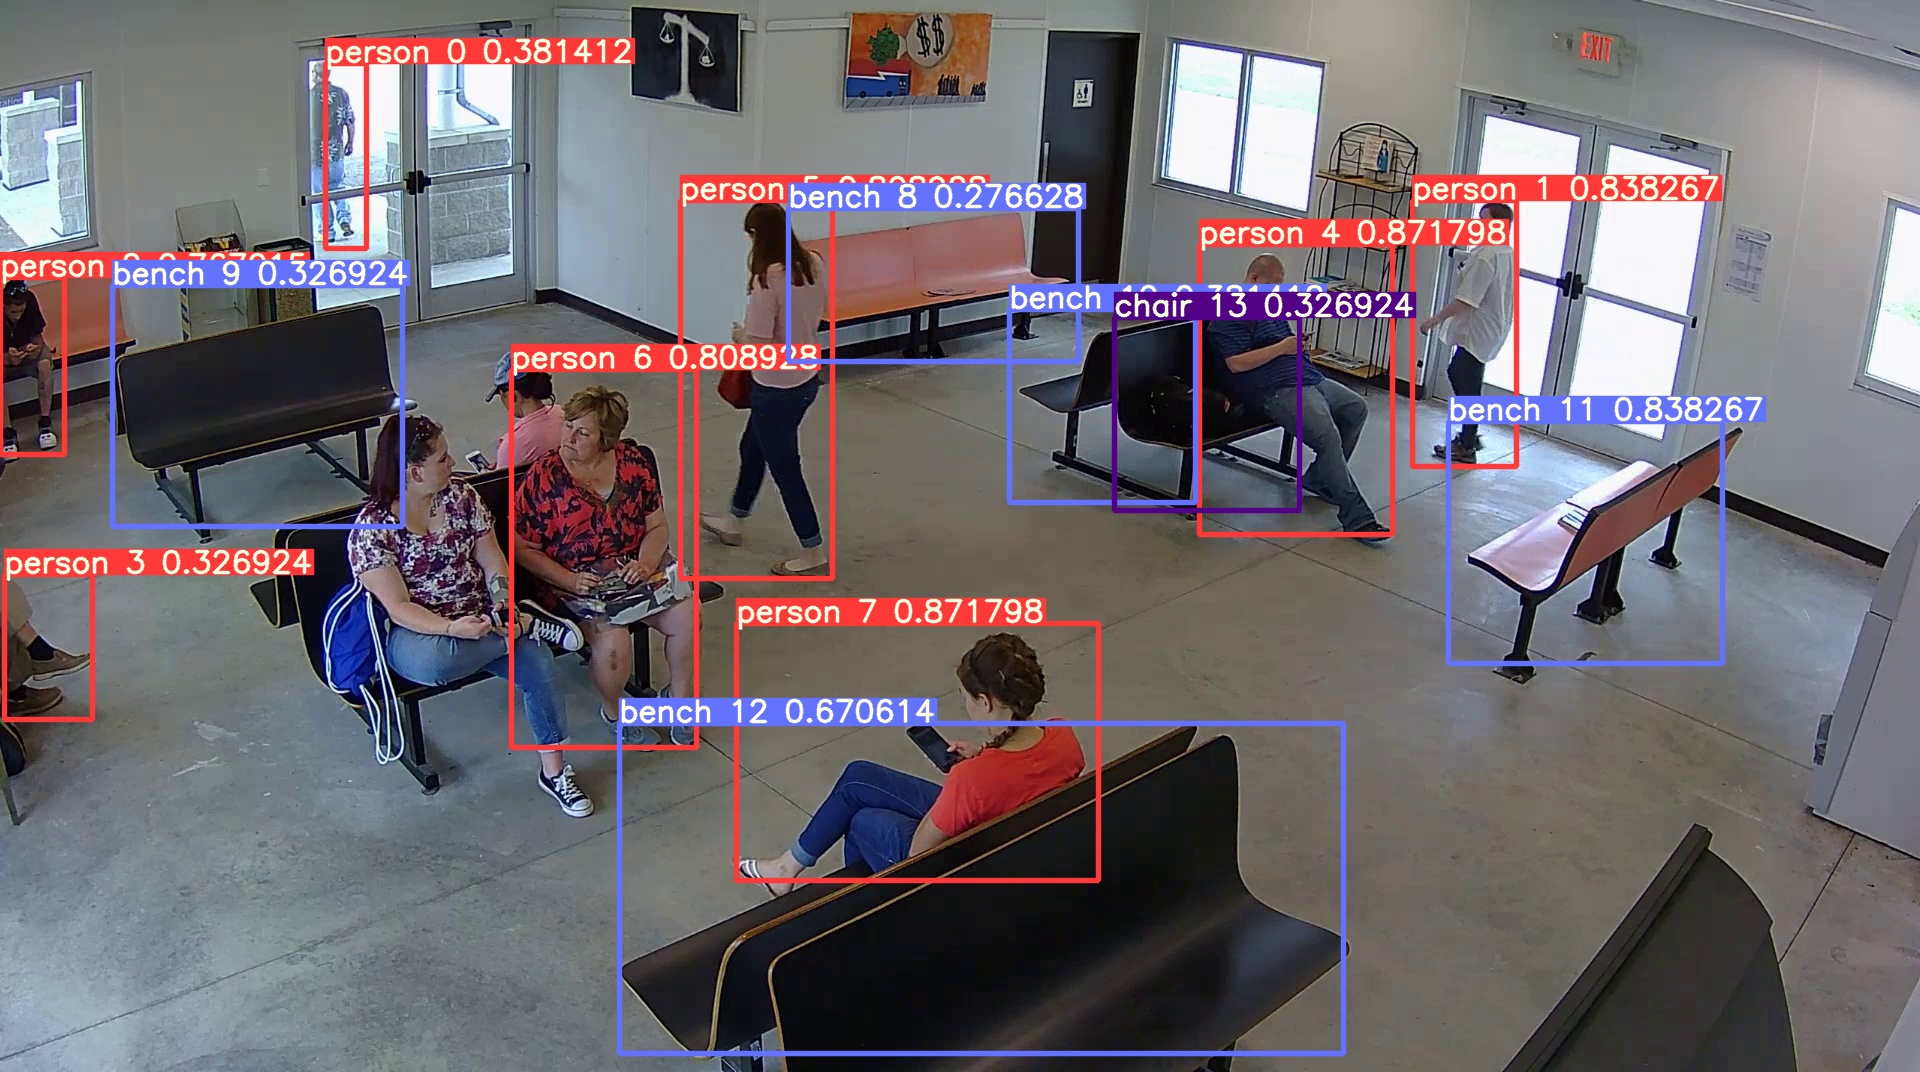 person 0 0.381412
$$
EXIT
person
bench 8 0.276628
person 1 0.838267
person 4 0.871798
person
bench 9 0.326924
bench
chair 13 0.326924
person 6 0.808928
bench 11 0.838267
person 3 0.326924
person 7 0.871798
bench 12 0.670614